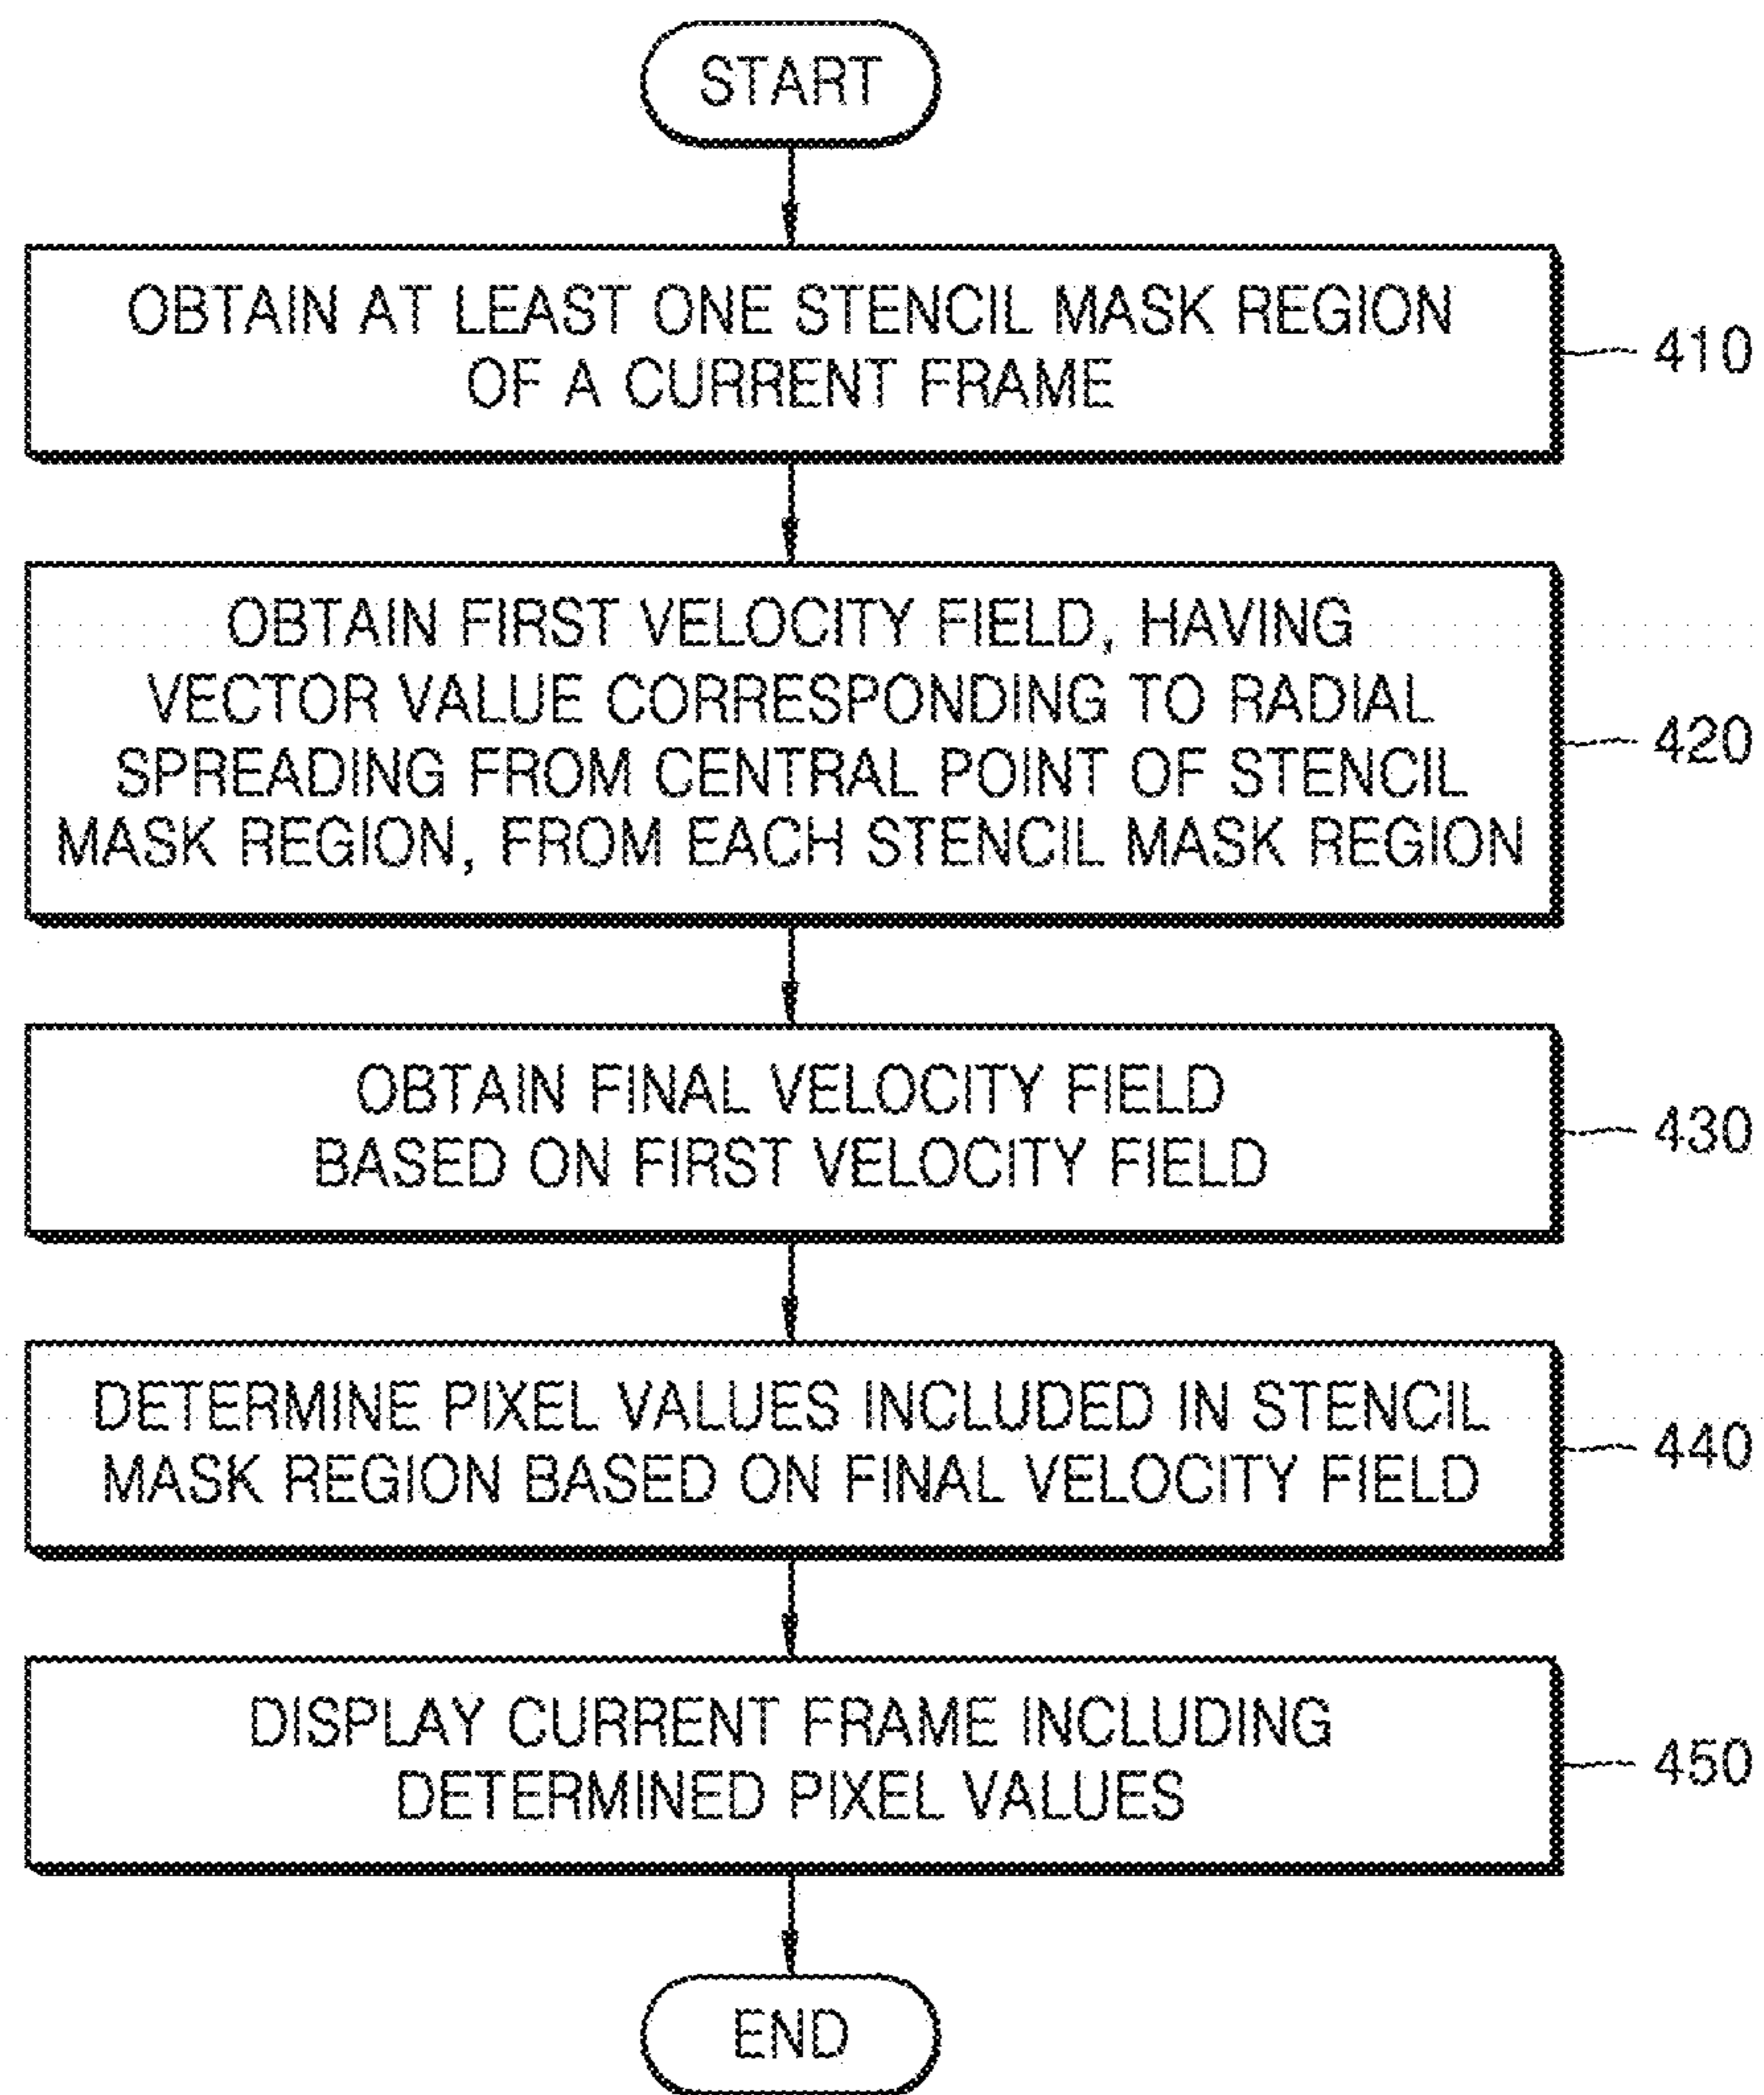 START
OBTAIN AT LEAST ONE STENCIL MASK REGION
OF A CURRENT FRAME
410
OBTAIN FIRST VELOCITY FIELD, HAVING
VECTOR VALUE CORRESPONDING TO RADIAL
SPREADING FROM CENTRAL POINT OF STENCIL
MASK REGION, FROM EACH STENCIL MASK REGION
420
OBTAIN FINAL VELOCITY FIELD
BASED ON FIRST VELOCITY FIELD
430
DETERMINE PIXEL VALUES INCLUDED IN STENCIL
MASK REGION BASED ON FINAL VELOCITY FIELD
440
DISPLAY CURRENT FRAME INCLUDING
DETERMINED PIXEL VALUES
450
END